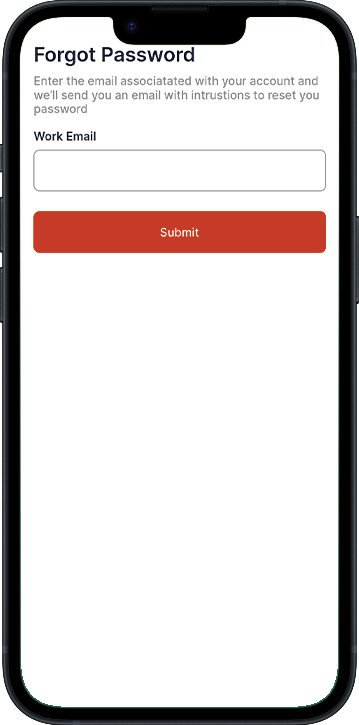 Forgot Password
Enter the email associatated with your account and
we'll send you an email with intrustions to reset you
password
Work Email
Submit